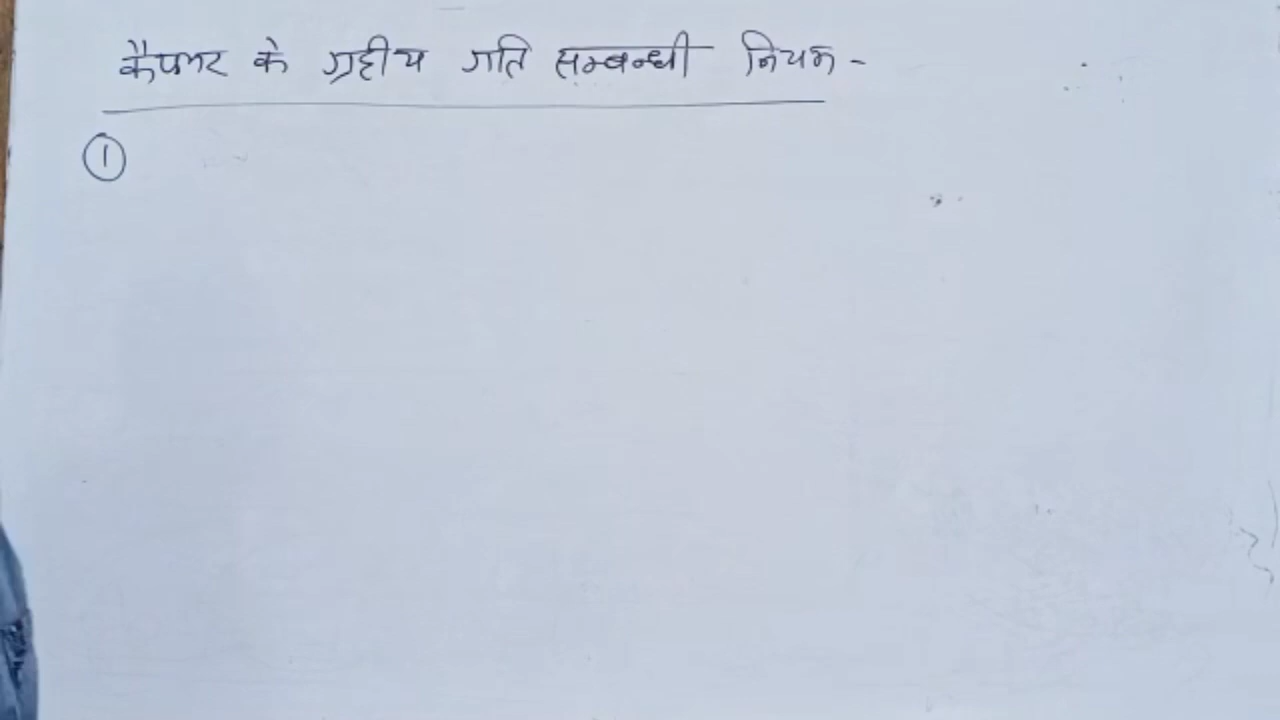 कैप्लर के ग्रहीय गति सम्बन्धी नियम -
①